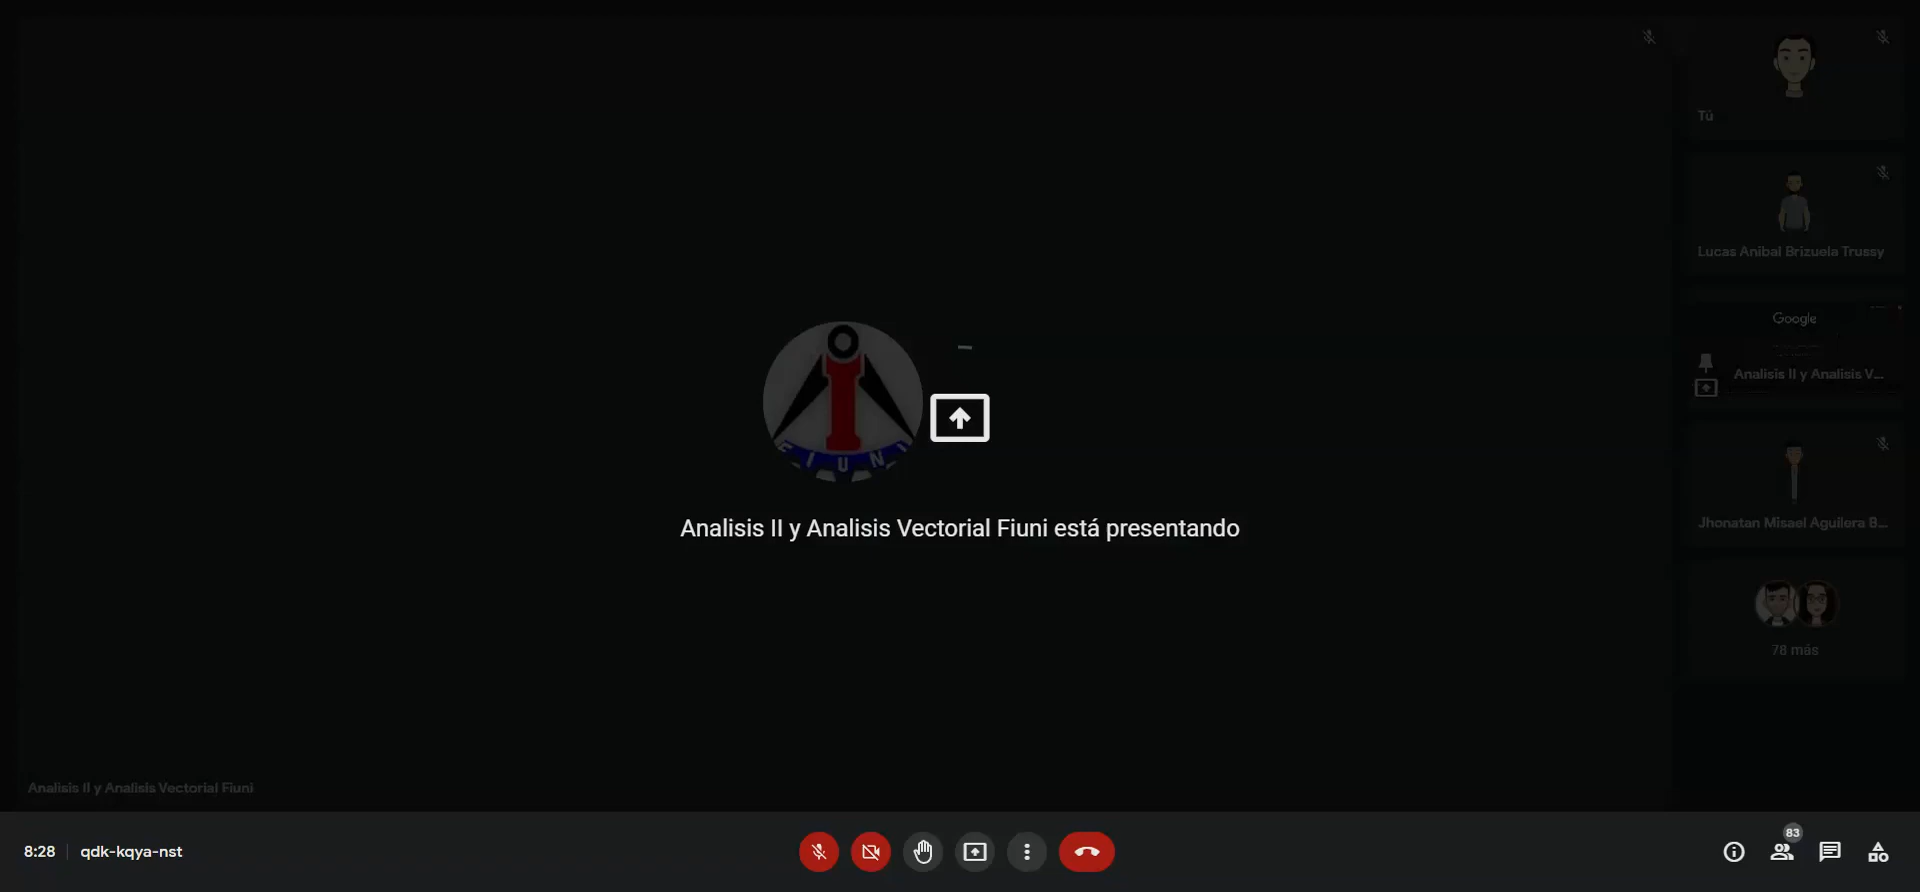 Tú
Lucas Anibal Brizuela Trussy
Google
Analisis II y Analisis V...
FIUNI
Analisis II y Analisis Vectorial Fiuni está presentando
Jhonatan Misael Aguilera B...
78 más
Analisis II y Analisis Vectorial Fiuni
8:28
qdk-kqya-nst
83